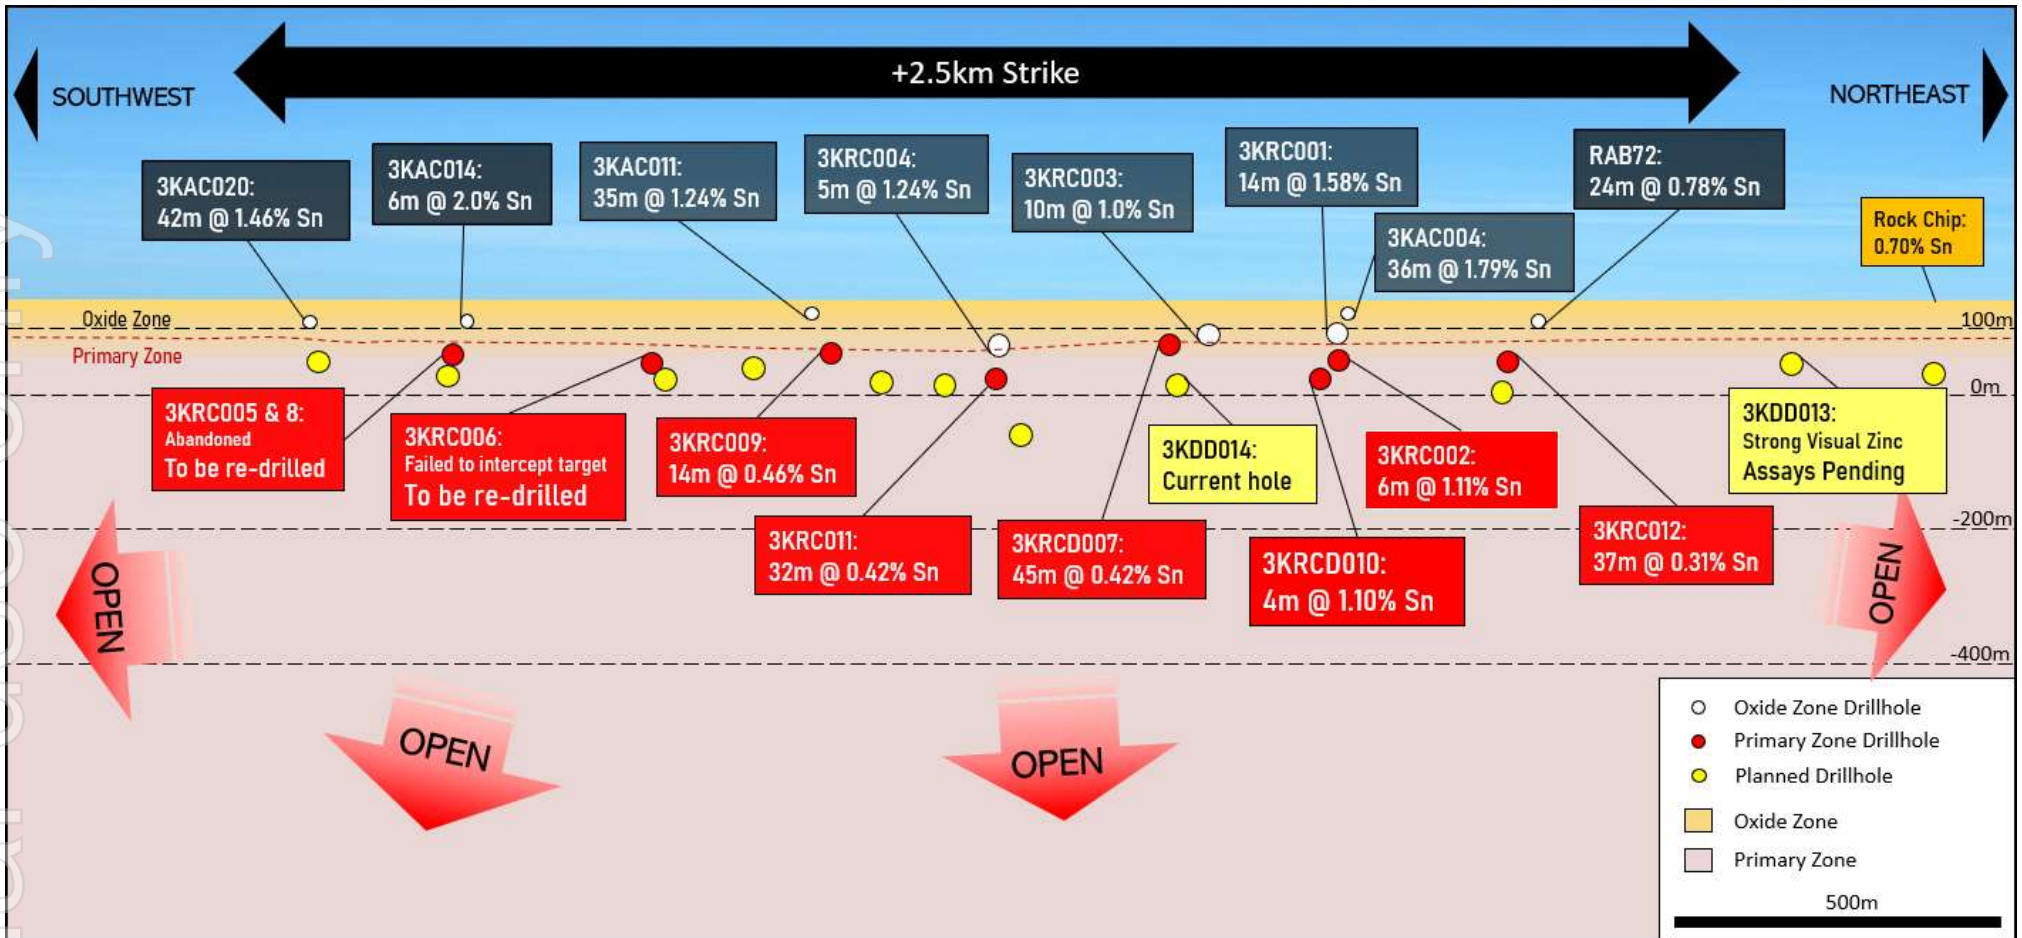 +2.5km Strike
SOUTHWEST
NORTHEAST
3KAC020:
42m @ 1.46% Sn
3KAC014:
6m @ 2.0% Sn
3KAC011:
35m @ 1.24% Sn
3KRC004:
5m @ 1.24% Sn
3KRC003:
10m @ 1.0% Sn
3KRC001:
14m @ 1.58% Sn
3KAC004:
36m @ 1.79% Sn
RAB72:
24m @ 0.78% Sn
Rock Chip:
0.70% Sn
Oxide Zone
100m
Primary Zone
0m
3KRC005 & 8:
Abandoned
To be re-drilled
3KRC006:
Failed to intercept target
To be re-drilled
3KRC009:
14m @ 0.46% Sn
3KRC011:
32m @ 0.42% Sn
3KRCD007:
45m @ 0.42% Sn
3KDD014:
Current hole
3KRCD010:
4m @ 1.10% Sn
3KRC002:
6m @ 1.11% Sn
3KRC012:
37m @ 0.31% Sn
3KDD013:
Strong Visual Zinc
Assays Pending
-200m
-400m
OPEN
OPEN
OPEN
OPEN
Oxide Zone Drillhole
Primary Zone Drillhole
Planned Drillhole
Oxide Zone
Primary Zone
500m